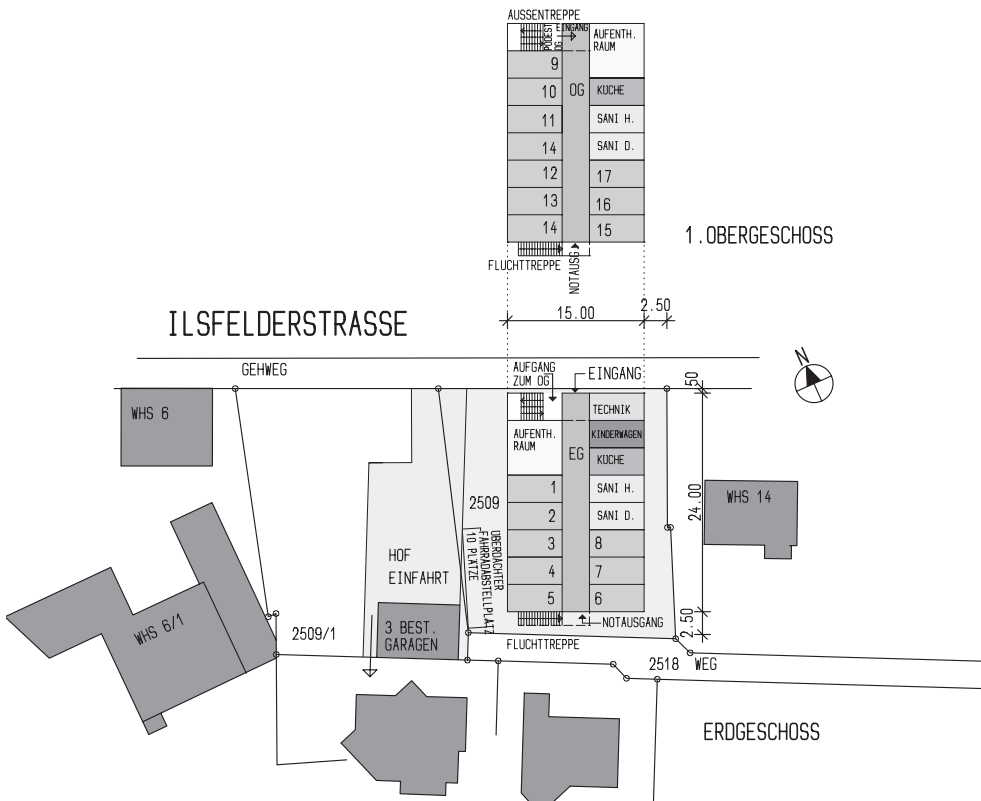 AUSSENTREPPE
PODEST
OG
EINGANG
AUFENTH.
RAUM
9
10
OG
KÜCHE
11
SANI H.
14
SANI D.
12
17
13
16
14
15
1.OBERGESCHOSS
FLUCHTTREPPE
NOTAUSG
15.00
2.50
ILSFELDERSTRASSE
GEHWEG
AUFGANG
ZUM OG
EINGANG
N
.50
WHS 6
TECHNIK
AUFENTH.
RAUM
KINDERWAGEN
EG
KÜCHE
1
SANI H.
2
SANI D.
3
8
4
7
5
6
2509
24.00
WHS 14
HOF
EINFAHRT
ÜBERDACHTER
FAHRRADABSTELLPLATZ
10 PLÄTZE
2.50
WHS 6/1
2509/1
3 BEST.
GARAGEN
NOTAUSGANG
FLUCHTTREPPE
2518
WEG
ERDGESCHOSS